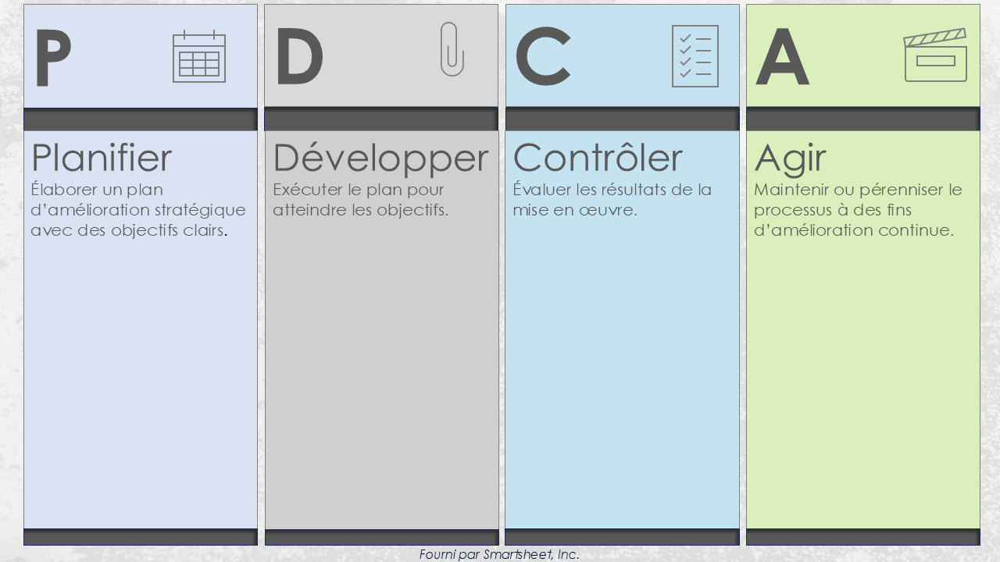 P
D
C
A
Planifier
Élaborer un plan
d’amélioration stratégique
avec des objectifs clairs.
Développer
Exécuter le plan pour
atteindre les objectifs.
Contrôler
Évaluer les résultats de la
mise en œuvre.
Agir
Maintenir ou pérenniser le
processus à des fins
d’amélioration continue.
Fourni par Smartsheet, Inc.